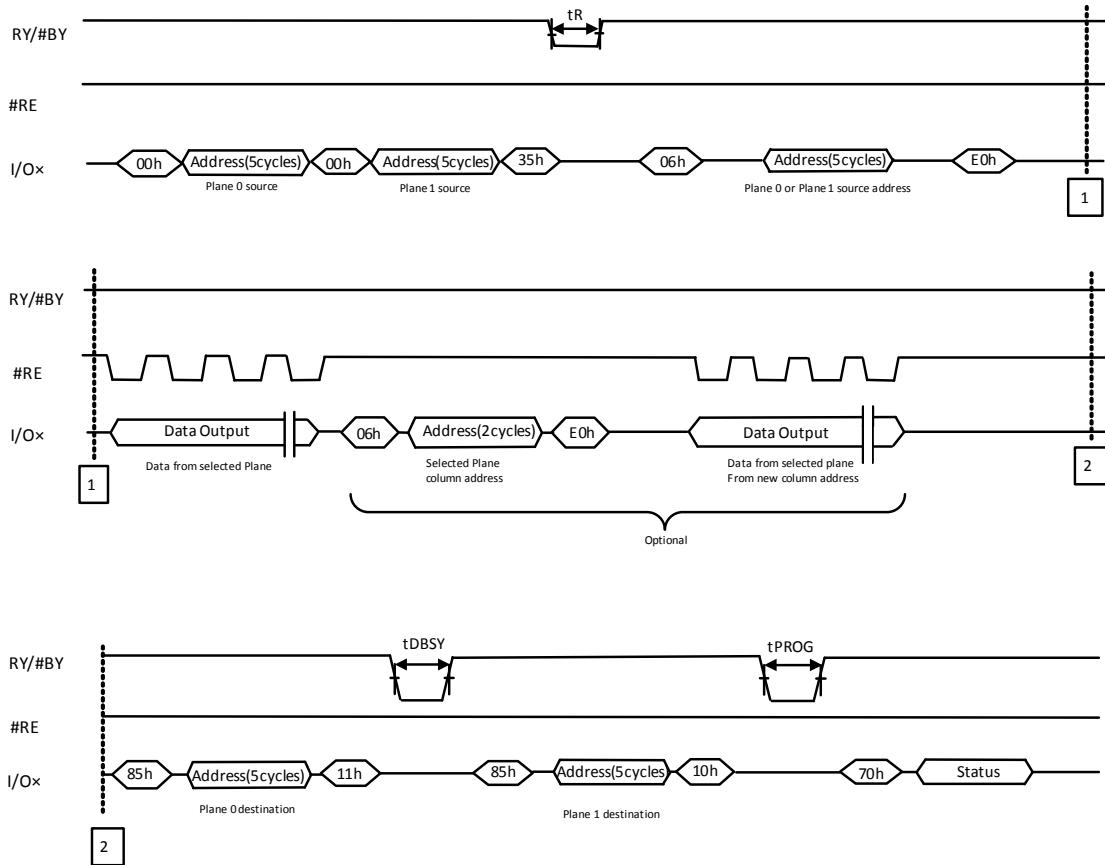 tR
RY/#BY
#RE
I/O×
00h Address(5cycles) 00h Address(5cycles) 35h 06h Address(5cycles) E0h
Plane 0 source Plane 1 source Plane 0 or Plane 1 source address
1
RY/#BY
#RE
I/O×
Data Output 06h Address(2cycles) E0h Data Output
Data from selected Plane Selected Plane Data from selected plane
column address From new column address
1
2
Optional
tDBSY tPROG
RY/#BY
#RE
I/O×
85h Address(5cycles) 11h 85h Address(5cycles 10h 70h Status
Plane 0 destination Plane 1 destination
2